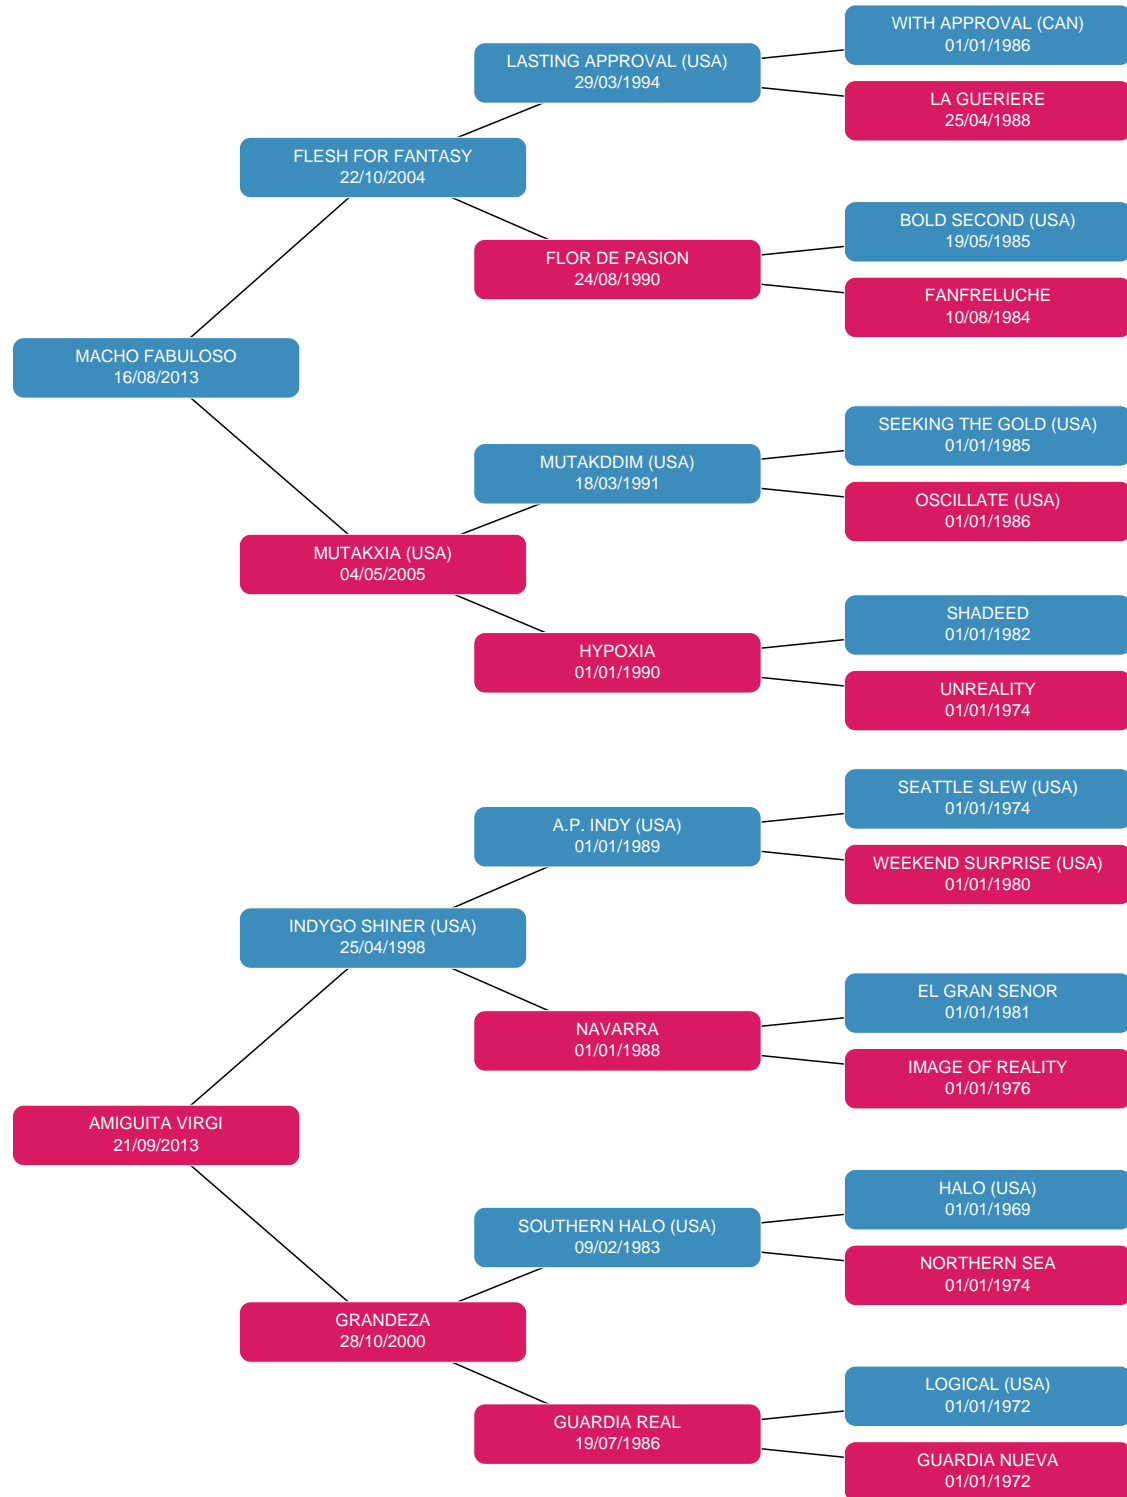 WITH APPROVAL (CAN)
01/01/1986
LASTING APPROVAL (USA)
29/03/1994
LA GUERIERE
25/04/1988
FLESH FOR FANTASY
22/10/2004
BOLD SECOND (USA)
19/05/1985
FLOR DE PASION
24/08/1990
FANFRELUCHE
10/08/1984
MACHO FABULOSO
16/08/2013
SEEKING THE GOLD (USA)
01/01/1985
MUTAKDDIM (USA)
18/03/1991
OSCILLATE (USA)
01/01/1986
MUTAKXIA (USA)
04/05/2005
SHADEED
01/01/1982
HYPOXIA
01/01/1990
UNREALITY
01/01/1974
SEATTLE SLEW (USA)
01/01/1974
A.P. INDY (USA)
01/01/1989
WEEKEND SURPRISE (USA)
01/01/1980
INDYGO SHINER (USA)
25/04/1998
EL GRAN SENOR
01/01/1981
NAVARRA
01/01/1988
IMAGE OF REALITY
01/01/1976
AMIGUITA VIRGI
21/09/2013
HALO (USA)
01/01/1969
SOUTHERN HALO (USA)
09/02/1983
NORTHERN SEA
01/01/1974
GRANDEZA
28/10/2000
LOGICAL (USA)
01/01/1972
GUARDIA REAL
19/07/1986
GUARDIA NUEVA
01/01/1972